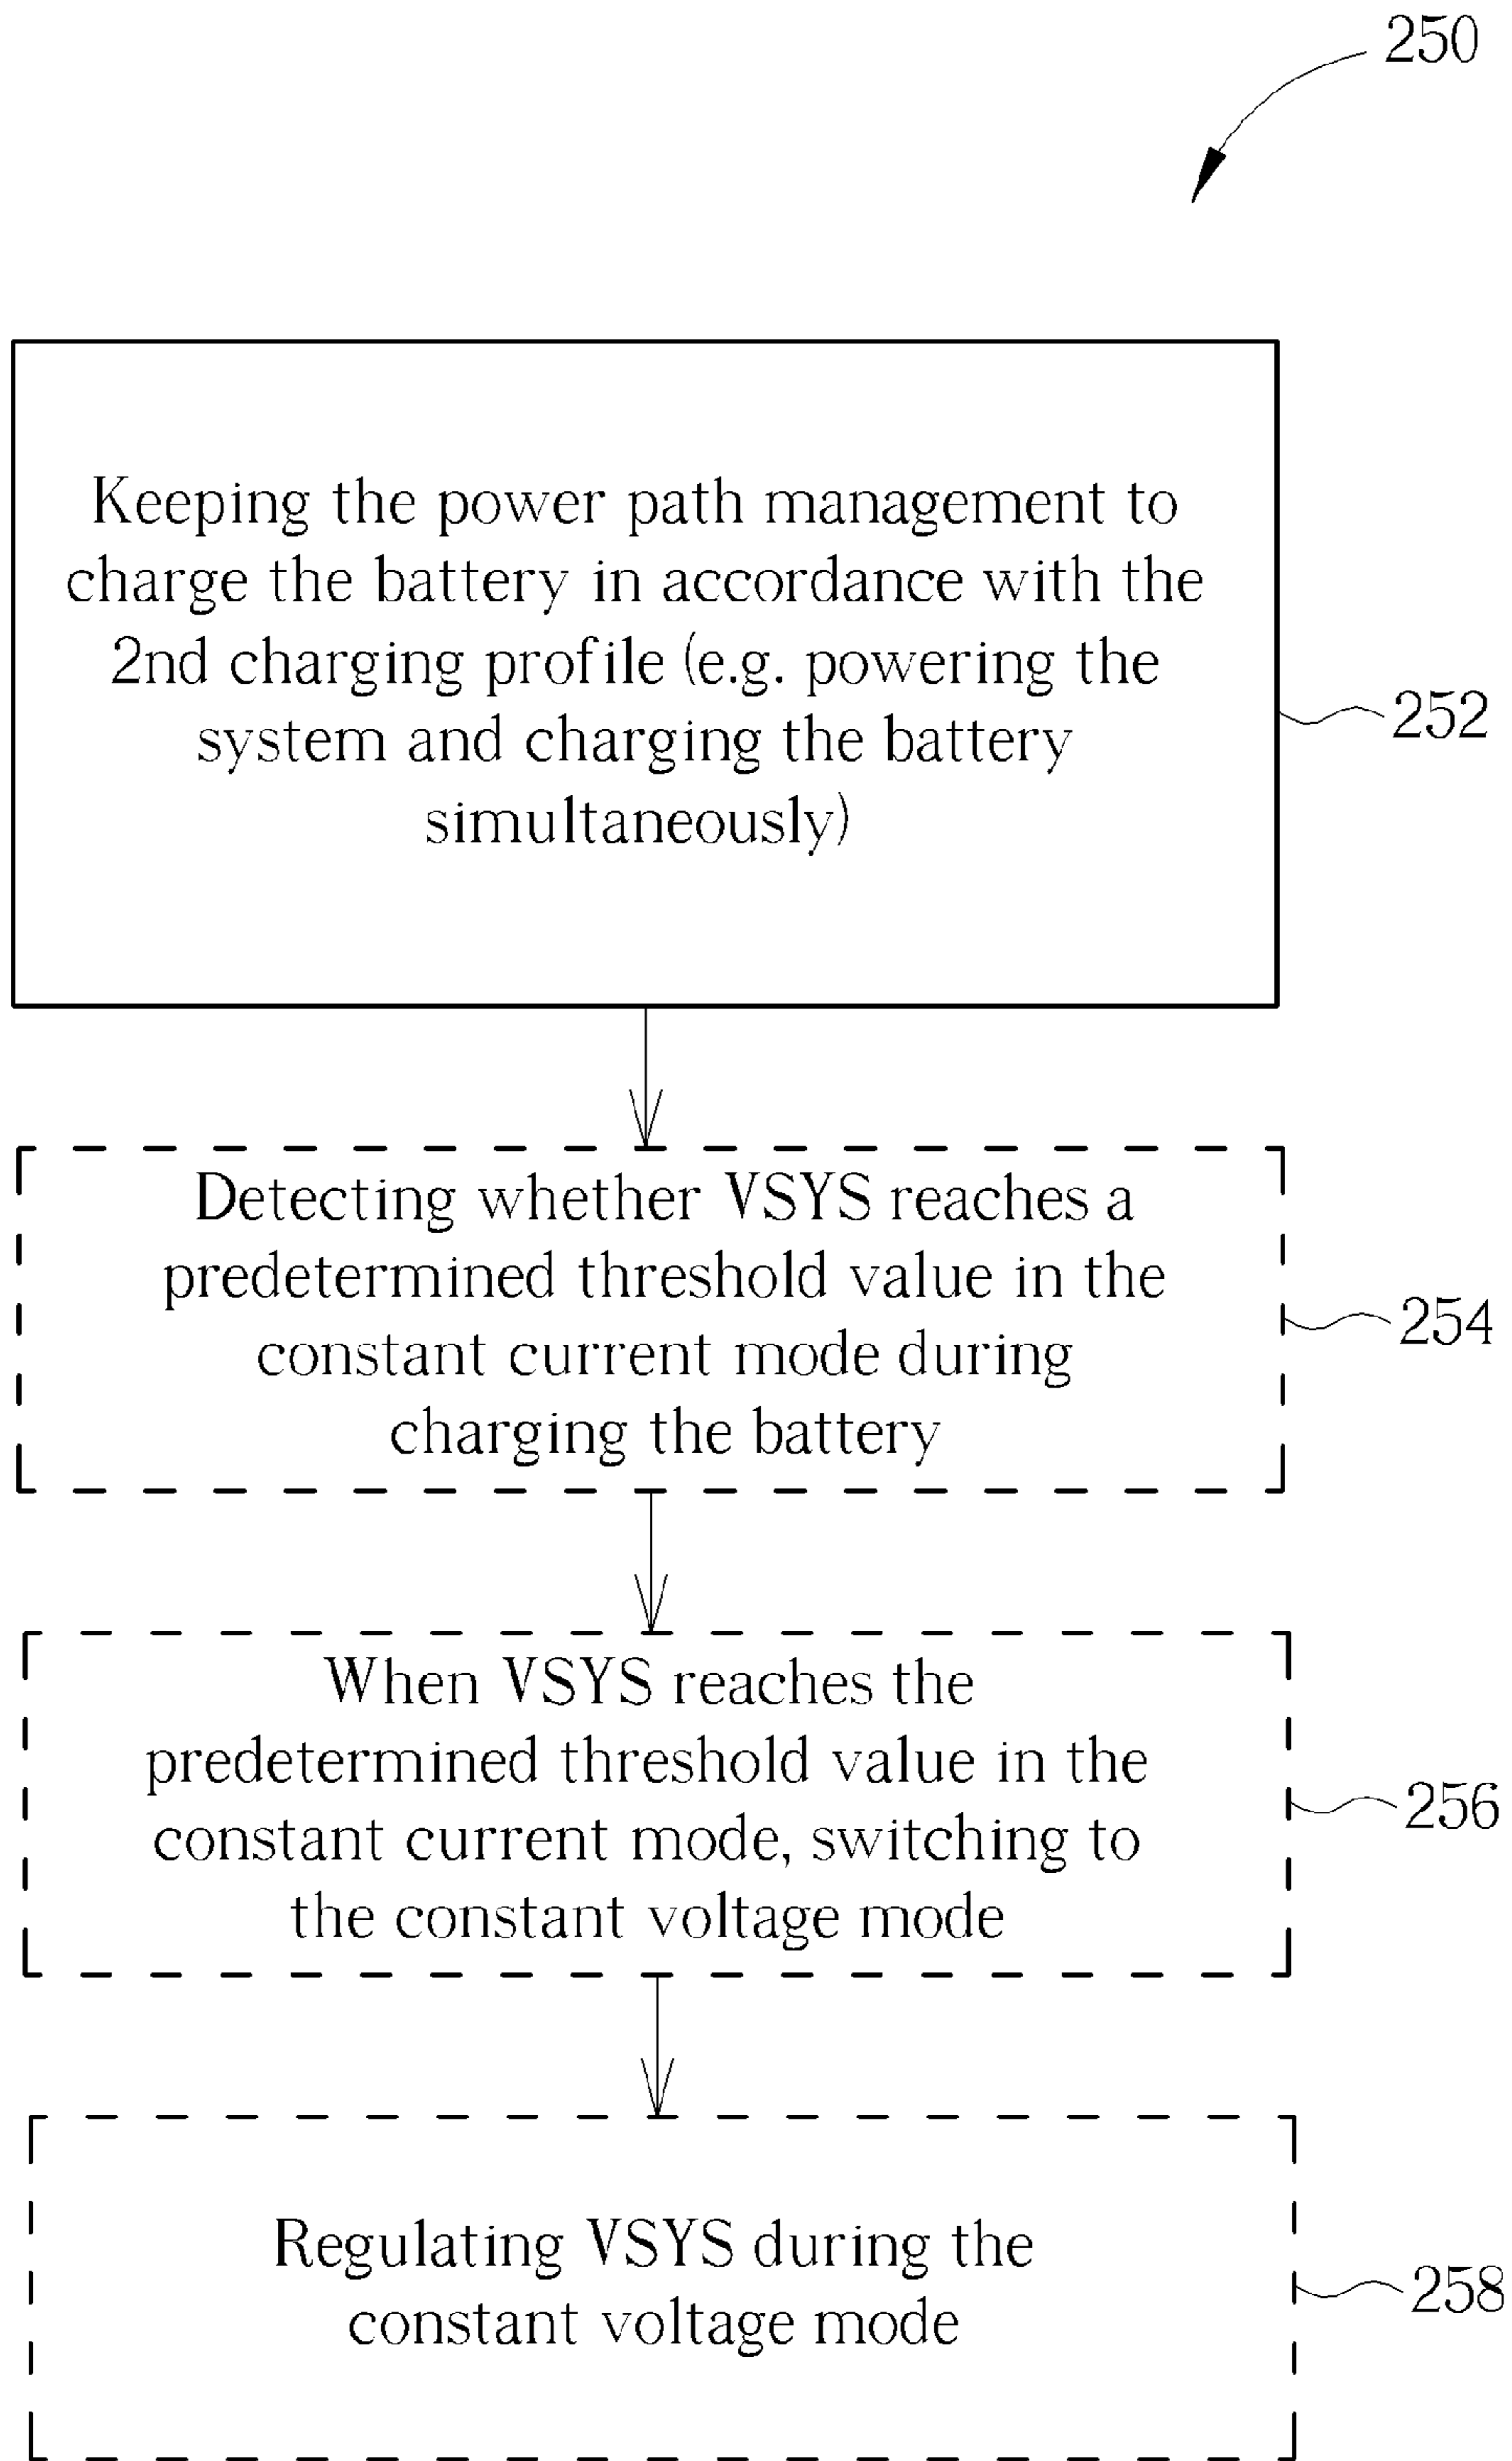 250
Keeping the power path management to
charge the battery in accordance with the
2nd charging profile (e.g. powering the
system and charging the battery
simultaneously)
252
Detecting whether VSYS reaches a
predetermined threshold value in the
constant current mode during
charging the battery
254
When VSYS reaches the
predetermined threshold value in the
constant current mode, switching to
the constant voltage mode
256
Regulating VSYS during the
constant voltage mode
258